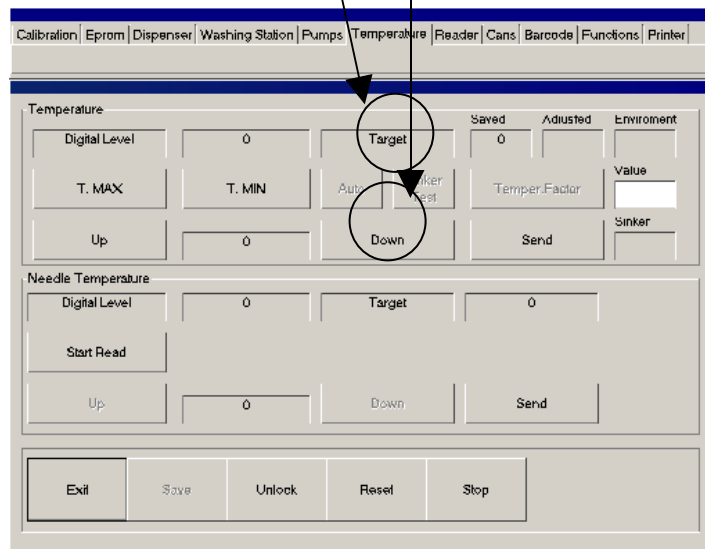 Calibration Eprom Dispenser Washing Station Pumps Temperature Reader Cans Barcode Functions Printer
Temperature
Saved Adiusted Enviroment
Digital Level 0 Target 0
Value
T. MAX T. MIN Auto Test Temper.Factor
Sinker
Up 0 Down Send
Needle Temperature
Digital Level 0 Target 0
Start Read
Up 0 Down Send
Exit Save Unlock Reset Stop